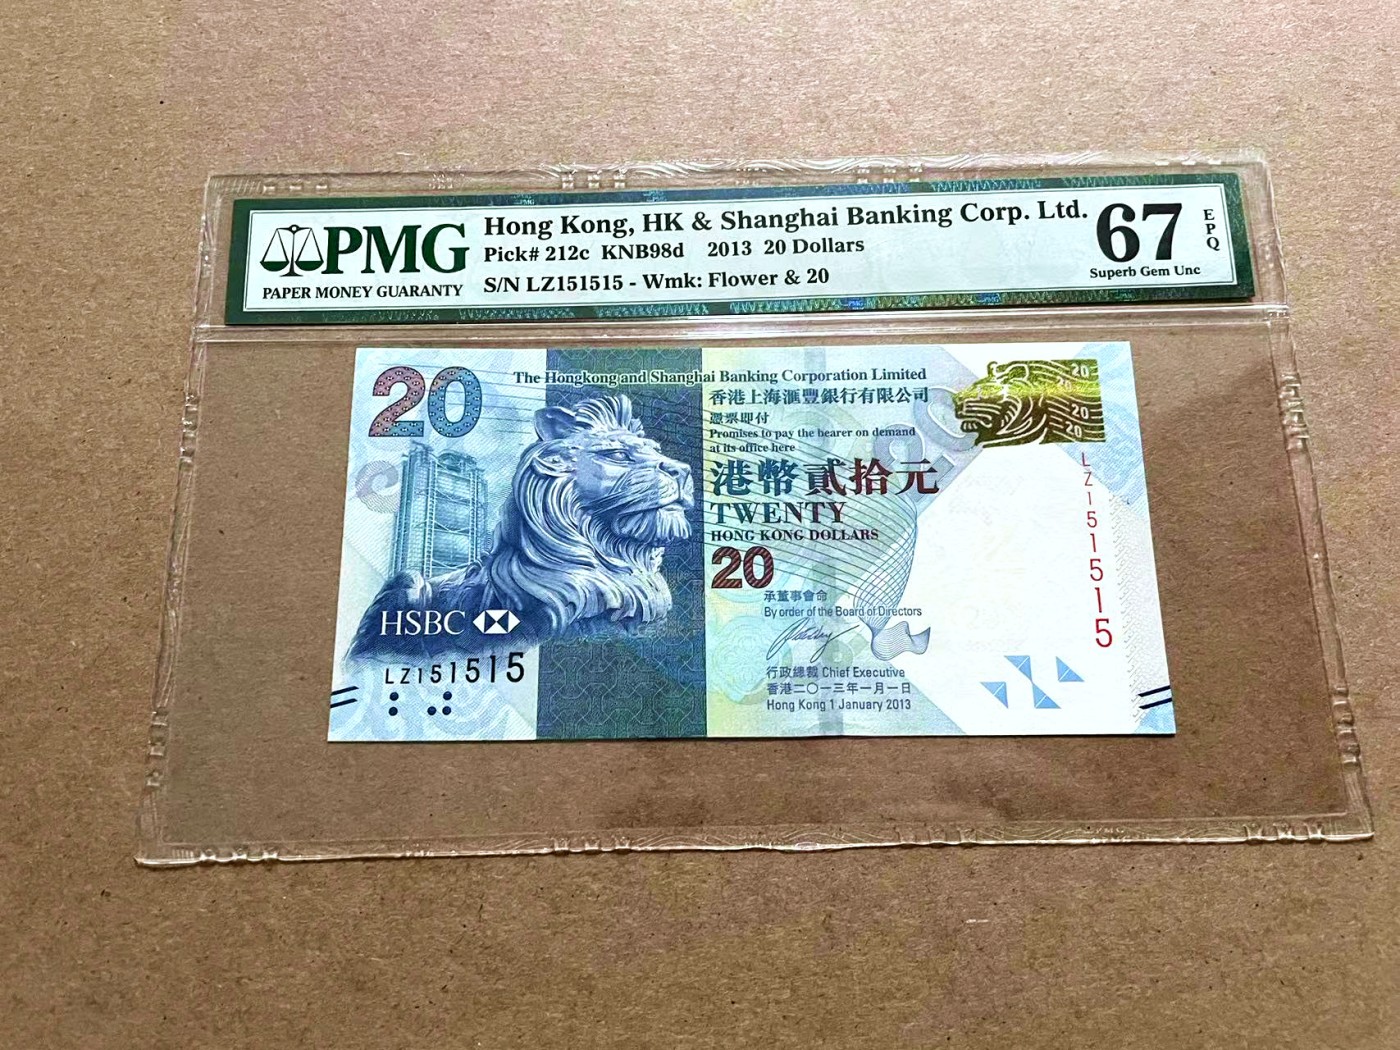 PMG
PAPER MONEY GUARANTY
Hong Kong, HK & Shanghai Banking Corp. Ltd.
Pick# 212c KNB98d 2013 20 Dollars
S/N LZ151515 - Wmk: Flower & 20
67
Superb Gem Unc
EPQ
20
The Hongkong and Shanghai Banking Corporation Limited
香港上海滙豐銀行有限公司
憑票即付
Promises to pay the bearer on demand
at its office here
港幣貳拾元
TWENTY
HONG KONG DOLLARS
20
承董事會命
By order of the Board of Directors
行政總裁 Chief Executive
香港二〇一三年一月一日
Hong Kong 1 January 2013
HSBC
LZ151515
20
20
20
20
LZ151515